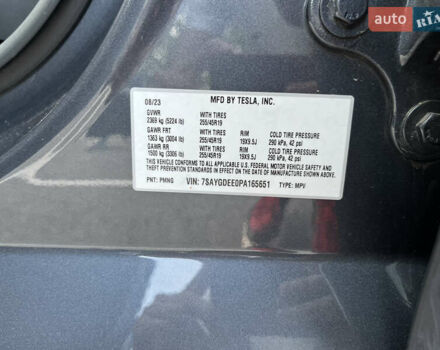 auto RIA
08/23 MFD BY TESLA, INC.
GVWR WITH TIRES
2369 kg (5224 lb) 255/45R19
GAWR FRT WITH TIRES RIM COLD TIRE PRESSURE
1363 kg (3004 lb) 255/45R19 19X9.5J 290 kPa, 42 psi
GAWR RR WITH TIRES RIM COLD TIRE PRESSURE
1500 kg (3306 lb) 255/45R19 19X9.5J 290 kPa, 42 psi
THIS VEHICLE CONFORMS TO ALL APPLICABLE U.S. FEDERAL MOTOR VEHICLE SAFETY STANDARDS
IN EFFECT ON THE DATE OF MANUFACTURE SHOWN ABOVE.
PNT: PMNG VIN: 7SAYGDEE0PA165651 TYPE: MPV